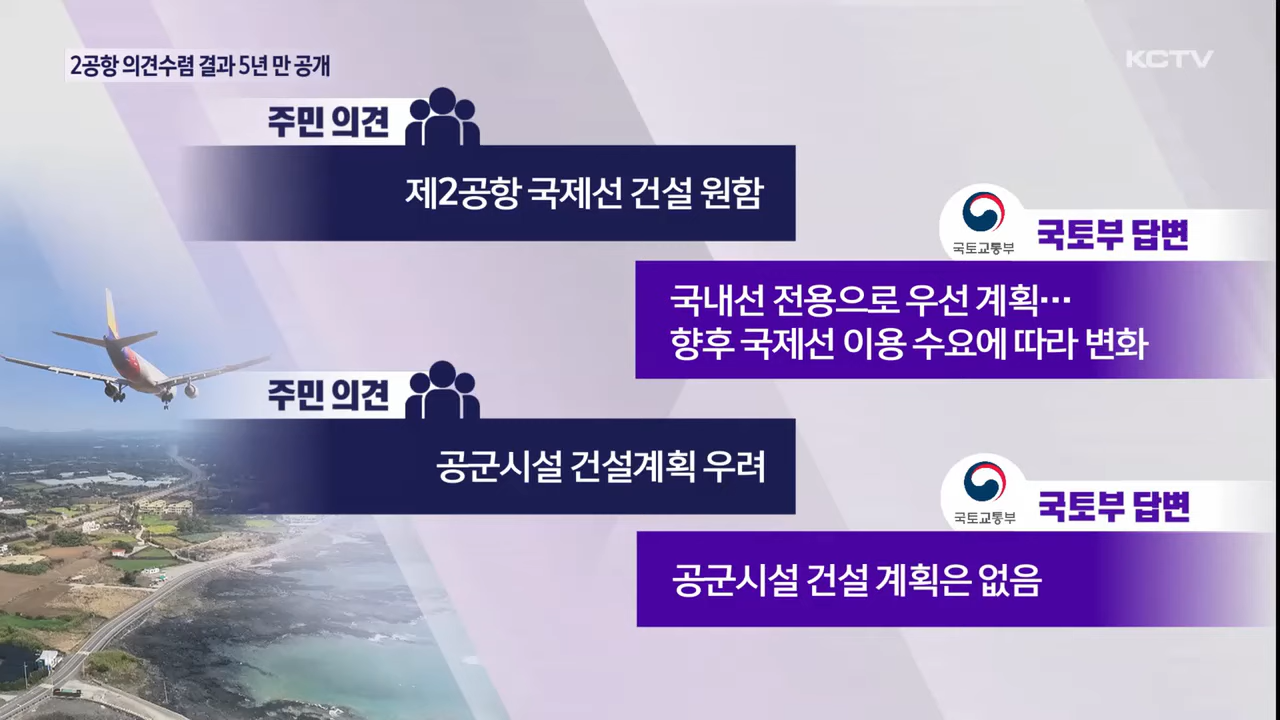 2공항 의견수렴 결과 5년 만 공개
KCTV
주민 의견
제2공항 국제선 건설 원함
국토교통부
국토부 답변
국내선 전용으로 우선 계획…
향후 국제선 이용 수요에 따라 변화
주민 의견
공군시설 건설계획 우려
국토교통부
국토부 답변
공군시설 건설 계획은 없음